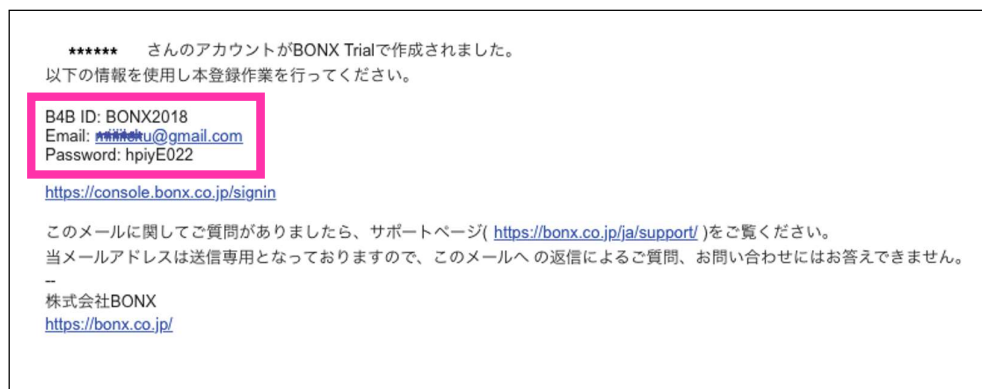 ****** さんのアカウントがBONX Trialで作成されました。
以下の情報を使用し本登録作業を行ってください。
B4B ID: BONX2018
Email: u@gmail.com
Password: hpiyE022
https://console.bonx.co.jp/signin
このメールに関してご質問がありましたら、サポートページ( https://bonx.co.jp/ja/support/ )をご覧ください。
当メールアドレスは送信専用となっておりますので、このメールへ の返信によるご質問、お問い合わせにはお答えできません。
--
株式会社BONX
https://bonx.co.jp/